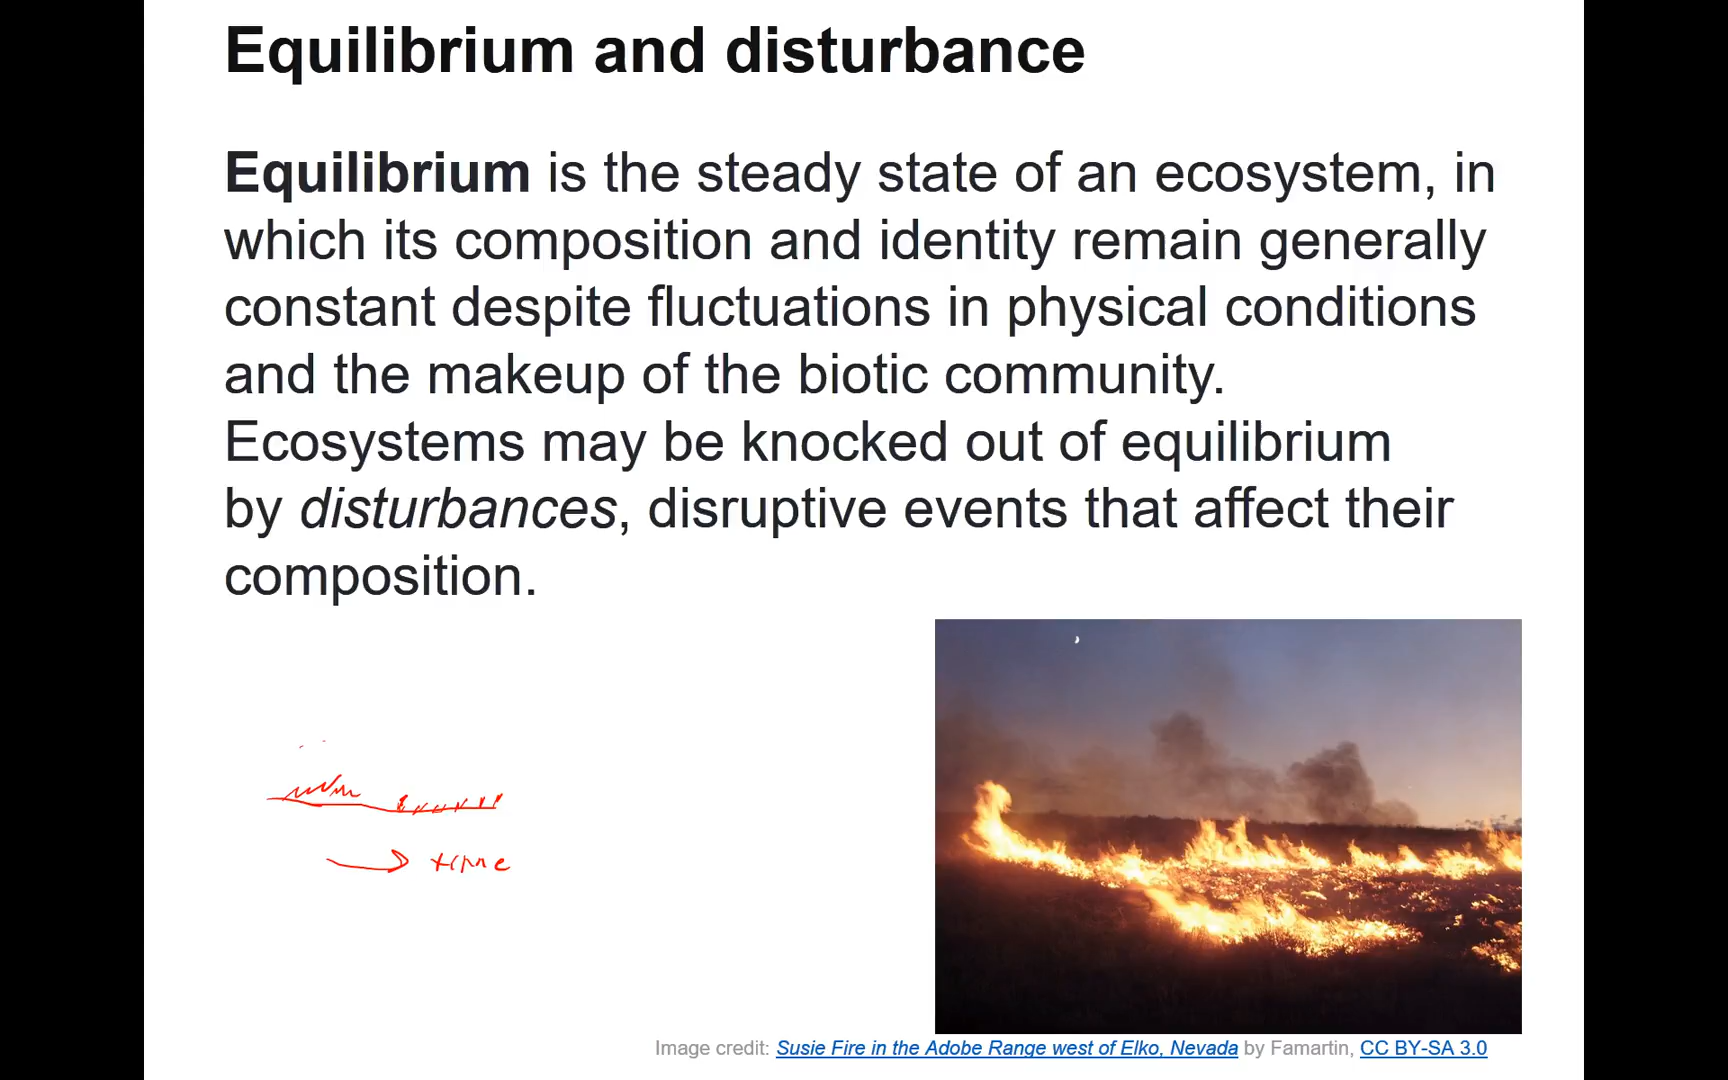 Equilibrium and disturbance
Equilibrium is the steady state of an ecosystem, in
which its composition and identity remain generally
constant despite fluctuations in physical conditions
and the makeup of the biotic community.
Ecosystems may be knocked out of equilibrium
by disturbances, disruptive events that affect their
composition.
time
Image credit: Susie Fire in the Adobe Range west of Elko, Nevada by Famartin, CC BY-SA 3.0